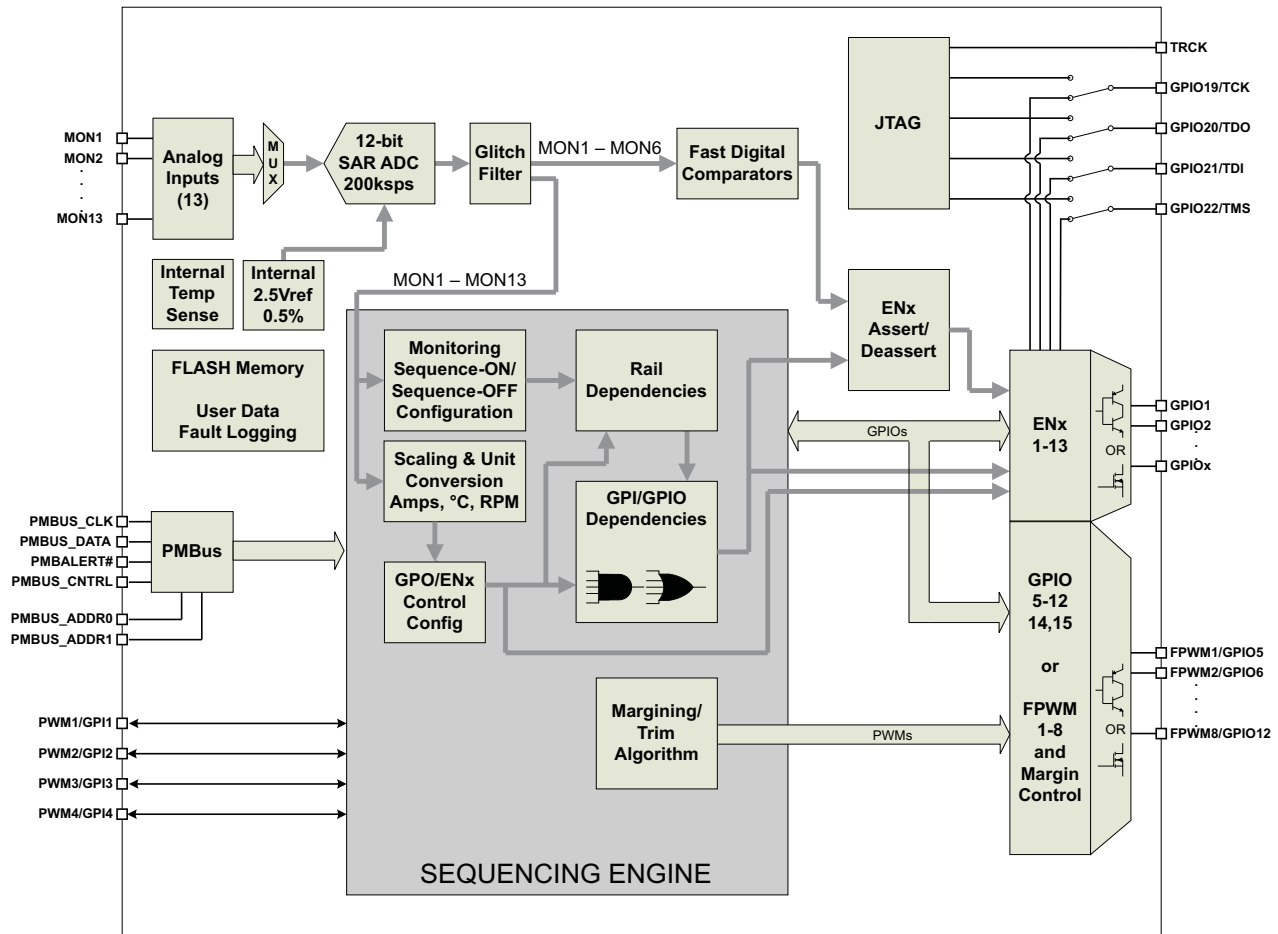 TRCK
GPIO19/TCK
JTAG
GPIO20/TDO
GPIO21/TDI
GPIO22/TMS
MON1
MON2
.
.
.
.
MON13
Analog
Inputs
(13)
M
U
X
12-bit
SAR ADC
200ksps
Glitch
Filter
MON1 – MON6
Fast Digital
Comparators
Internal
Temp
Sense
Internal
2.5Vref
0.5%
MON1 – MON13
ENx
Assert/
Deassert
FLASH Memory
User Data
Fault Logging
Monitoring
Sequence-ON/
Sequence-OFF
Configuration
Rail
Dependencies
GPIOs
ENx
1-13
OR
GPIO1
GPIO2
.
.
GPIOx
Scaling & Unit
Conversion
Amps, °C, RPM
GPI/GPIO
Dependencies
PMBUS_CLK
PMBUS_DATA
PMBALERT#
PMBUS_CNTRL
PMBUS_ADDR0
PMBUS_ADDR1
PMBus
GPO/ENx
Control
Config
GPIO
5-12
14,15
or
FPWM
1-8
and
Margin
Control
OR
FPWM1/GPIO5
FPWM2/GPIO6
.
.
.
.
FPWM8/GPIO12
Margining/
Trim
Algorithm
PWMs
PWM1/GPI1
PWM2/GPI2
PWM3/GPI3
PWM4/GPI4
SEQUENCING ENGINE